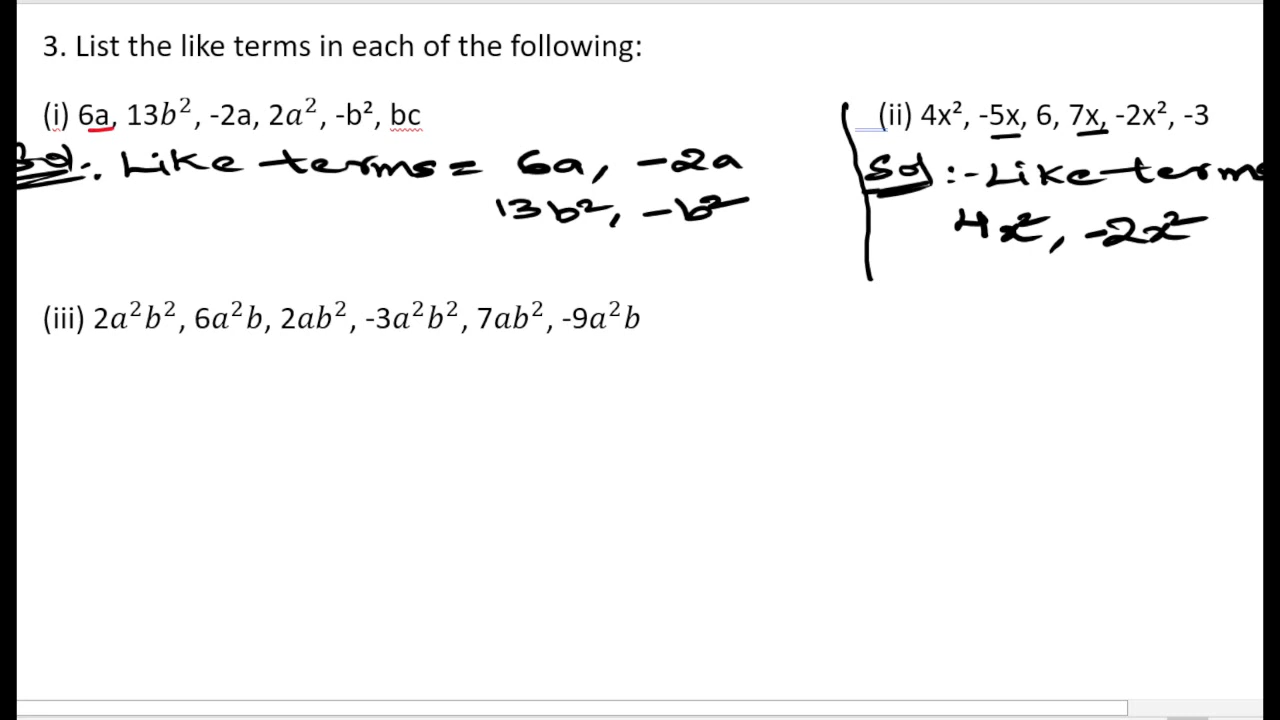 3. List the like terms in each of the following:
(i) 6a, 13b², -2a, 2a², -b², bc
(ii) 4x², -5x, 6, 7x, -2x², -3
Sol:. Like terms = 6a, -2a
13b², -b²
Sol :- Like terms
4x², -2x²
(iii) 2a²b², 6a²b, 2ab², -3a²b², 7ab², -9a²b